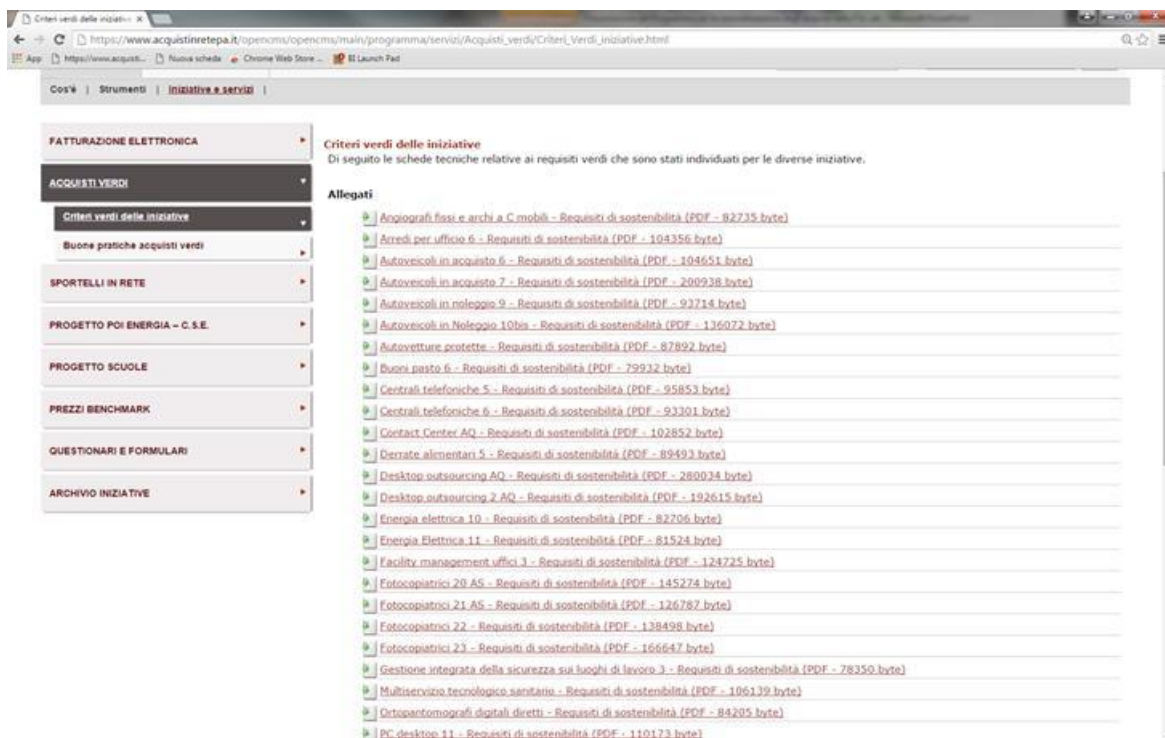 Criteri verdi delle iniziativ
https://www.acquistinretepa.it/opencms/opencms/main/programma/servizi/Acquisti_verdi/Criteri_Verdi_iniziative.html
App https://www.acquisti... Nuova scheda Chrome Web Store ... BI Launch Pad
Cos'è | Strumenti | Iniziative e servizi |
FATTURAZIONE ELETTRONICA
ACQUISTI VERDI
Criteri verdi delle iniziative
Buone pratiche acquisti verdi
SPORTELLI IN RETE
PROGETTO POI ENERGIA – C.S.E.
PROGETTO SCUOLE
PREZZI BENCHMARK
QUESTIONARI E FORMULARI
ARCHIVIO INIZIATIVE
Criteri verdi delle iniziative
Di seguito le schede tecniche relative ai requisiti verdi che sono stati individuati per le diverse iniziative.
Allegati
Angiografi fissi e archi a C mobili - Requisiti di sostenibilità (PDF - 82735 byte)
Arredi per ufficio 6 - Requisiti di sostenibilità (PDF - 104356 byte)
Autoveicoli in acquisto 6 - Requisiti di sostenibilità (PDF - 104651 byte)
Autoveicoli in acquisto 7 - Requisiti di sostenibilità (PDF - 200938 byte)
Autoveicoli in noleggio 9 - Requisiti di sostenibilità (PDF - 93714 byte)
Autoveicoli in Noleggio 10bis - Requisiti di sostenibilità (PDF - 136072 byte)
Autovetture protette - Requisiti di sostenibilità (PDF - 87892 byte)
Buoni pasto 6 - Requisiti di sostenibilità (PDF - 79932 byte)
Centrali telefoniche 5 - Requisiti di sostenibilità (PDF - 95853 byte)
Centrali telefoniche 6 - Requisiti di sostenibilità (PDF - 93301 byte)
Contact Center AQ - Requisiti di sostenibilità (PDF - 102852 byte)
Derrate alimentari 5 - Requisiti di sostenibilità (PDF - 89493 byte)
Desktop outsourcing AQ - Requisiti di sostenibilità (PDF - 280034 byte)
Desktop outsourcing 2 AQ - Requisiti di sostenibilità (PDF - 192615 byte)
Energia elettrica 10 - Requisiti di sostenibilità (PDF - 82706 byte)
Energia Elettrica 11 - Requisiti di sostenibilità (PDF - 81524 byte)
Facility management uffici 3 - Requisiti di sostenibilità (PDF - 124725 byte)
Fotocopiatrici 20 AS - Requisiti di sostenibilità (PDF - 145274 byte)
Fotocopiatrici 21 AS - Requisiti di sostenibilità (PDF - 126787 byte)
Fotocopiatrici 22 - Requisiti di sostenibilità (PDF - 138498 byte)
Fotocopiatrici 23 - Requisiti di sostenibilità (PDF - 166647 byte)
Gestione integrata della sicurezza sui luoghi di lavoro 3 - Requisiti di sostenibilità (PDF - 78350 byte)
Multiservizio tecnologico sanitario - Requisiti di sostenibilità (PDF - 106139 byte)
Ortopantomografi digitali diretti - Requisiti di sostenibilità (PDF - 84205 byte)
PC desktop 11 - Requisiti di sostenibilità (PDF - 110173 byte)